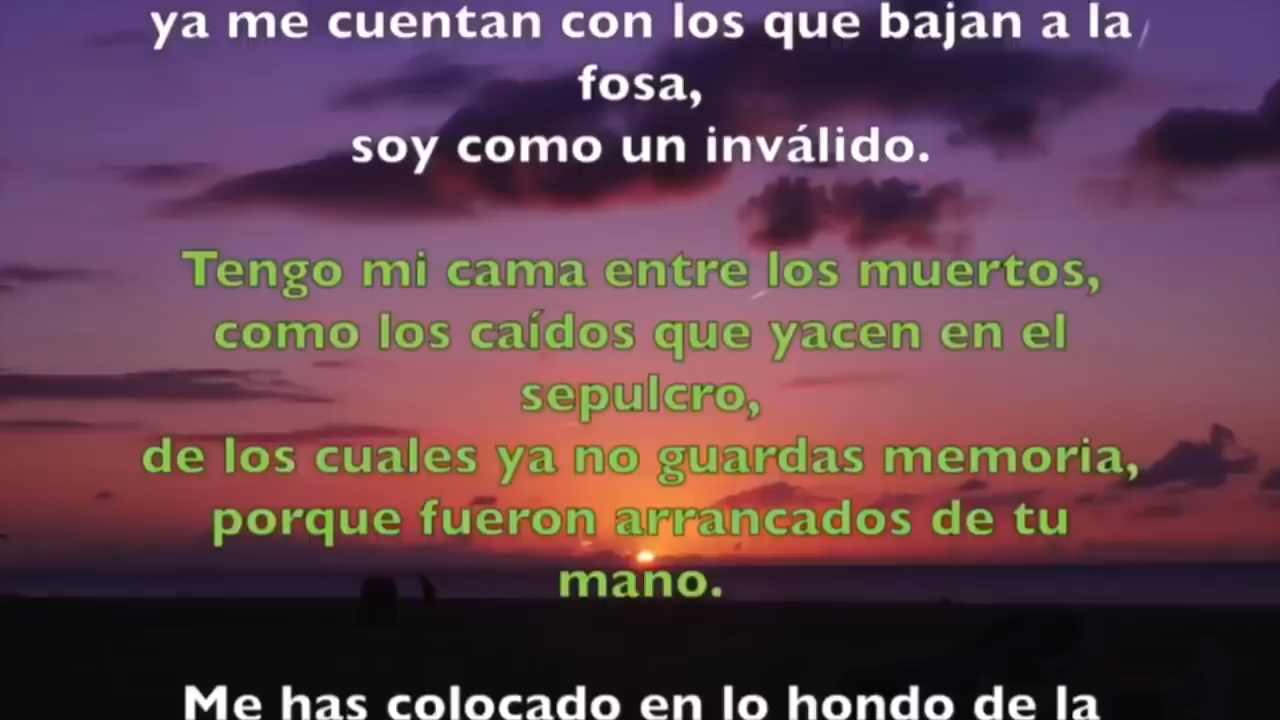 ya me cuentan con los que bajan a la
fosa,
soy como un inválido.
Tengo mi cama entre los muertos,
como los caídos que yacen en el
sepulcro,
de los cuales ya no guardas memoria,
porque fueron arrancados de tu
mano.
Me has colocado en lo hondo de la